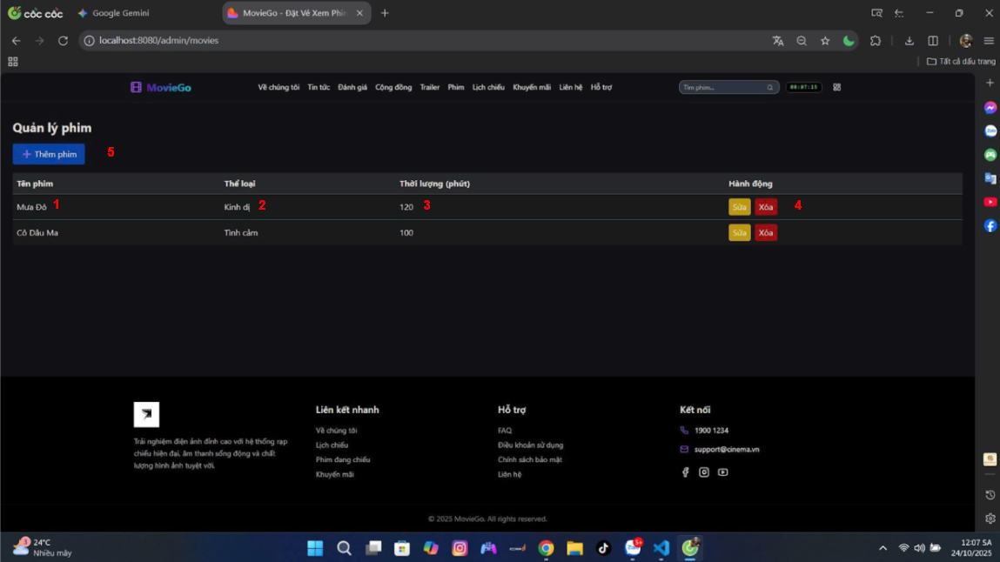 cốc cốc
Google Gemini
MovieGo - Đặt Vé Xem Phim
localhost:8080/admin/movies
Tất cả dấu trang
MovieGo
Về chúng tôi Tin tức Đánh giá Cộng đồng Trailer Phim Lịch chiếu Khuyến mãi Liên hệ Hỗ trợ
Tìm phim...
00:07:15
Quản lý phim
+ Thêm phim 5
Tên phim Thể loại Thời lượng (phút) Hành động
Mưa Đỏ 1 Kinh dị 2 120 3 Sửa Xóa 4
Cô Dâu Ma Tình cảm 100 Sửa Xóa
Trải nghiệm điện ảnh đỉnh cao với hệ thống rạp
chiếu hiện đại, âm thanh sống động và chất
lượng hình ảnh tuyệt vời.
Liên kết nhanh
Về chúng tôi
Lịch chiếu
Phim đang chiếu
Khuyến mãi
Hỗ trợ
FAQ
Điều khoản sử dụng
Chính sách bảo mật
Liên hệ
Kết nối
1900 1234
support@cinema.vn
© 2025 MovieGo. All rights reserved.
24°C
Nhiều mây
5+
12:07 SA
24/10/2025